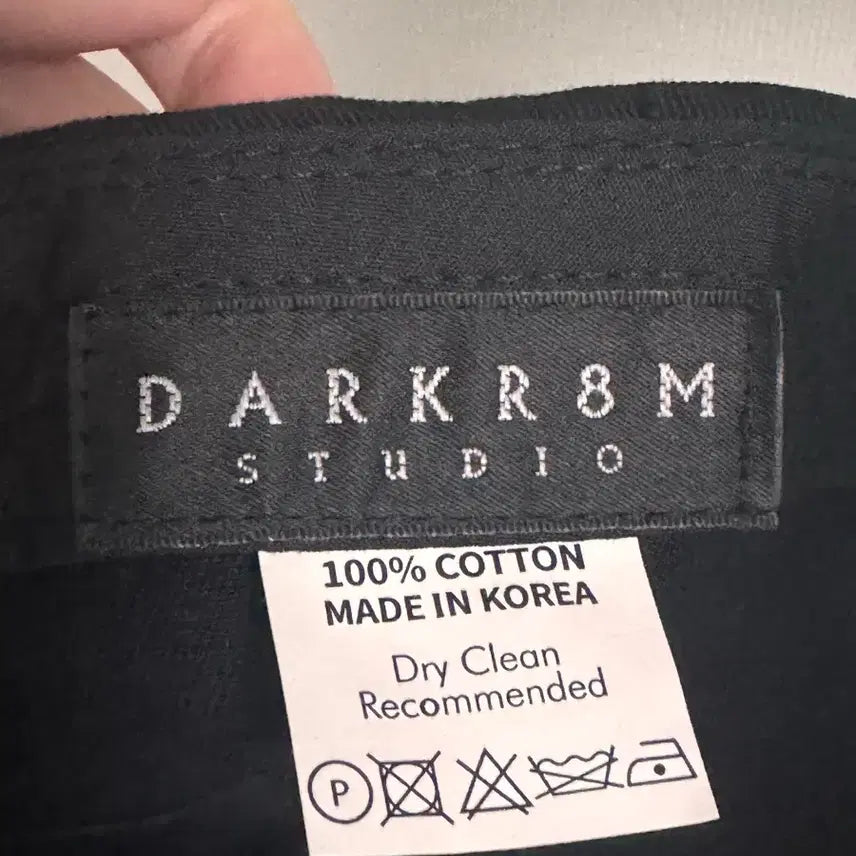 DARKR8M
STUDIO
100% COTTON
MADE IN KOREA
Dry Clean
Recommended
P